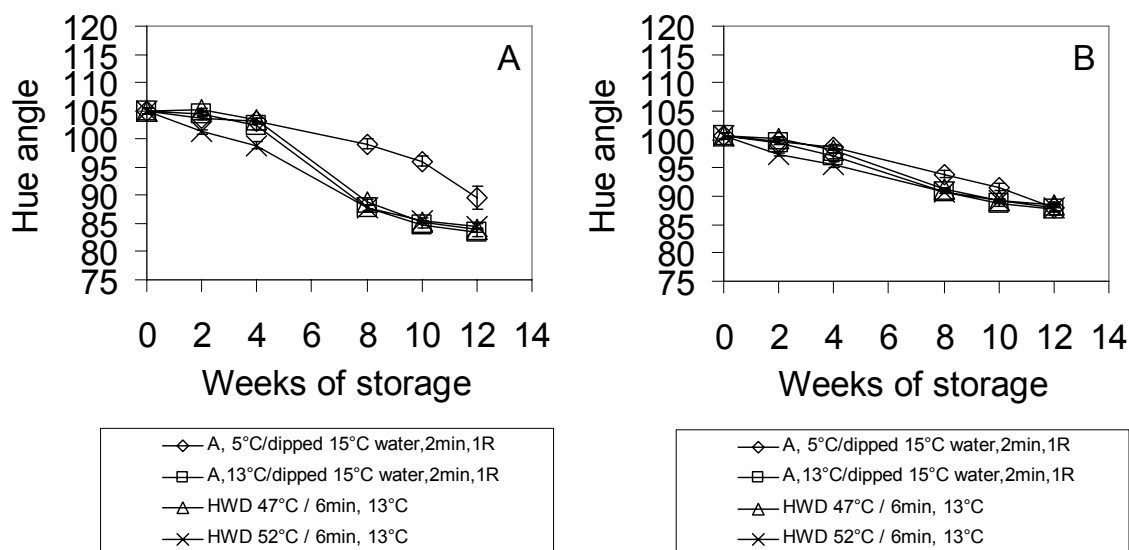 A
Hue angle
120
115
110
105
100
95
90
85
80
75
0 2 4 6 8 10 12 14
Weeks of storage
A, 5°C/dipped 15°C water,2min,1R
A,13°C/dipped 15°C water,2min,1R
HWD 47°C / 6min, 13°C
HWD 52°C / 6min, 13°C
B
Hue angle
120
115
110
105
100
95
90
85
80
75
0 2 4 6 8 10 12 14
Weeks of storage
A, 5°C/dipped 15°C water,2min,1R
A,13°C/dipped 15°C water,2min,1R
HWD 47°C / 6min, 13°C
HWD 52°C / 6min, 13°C